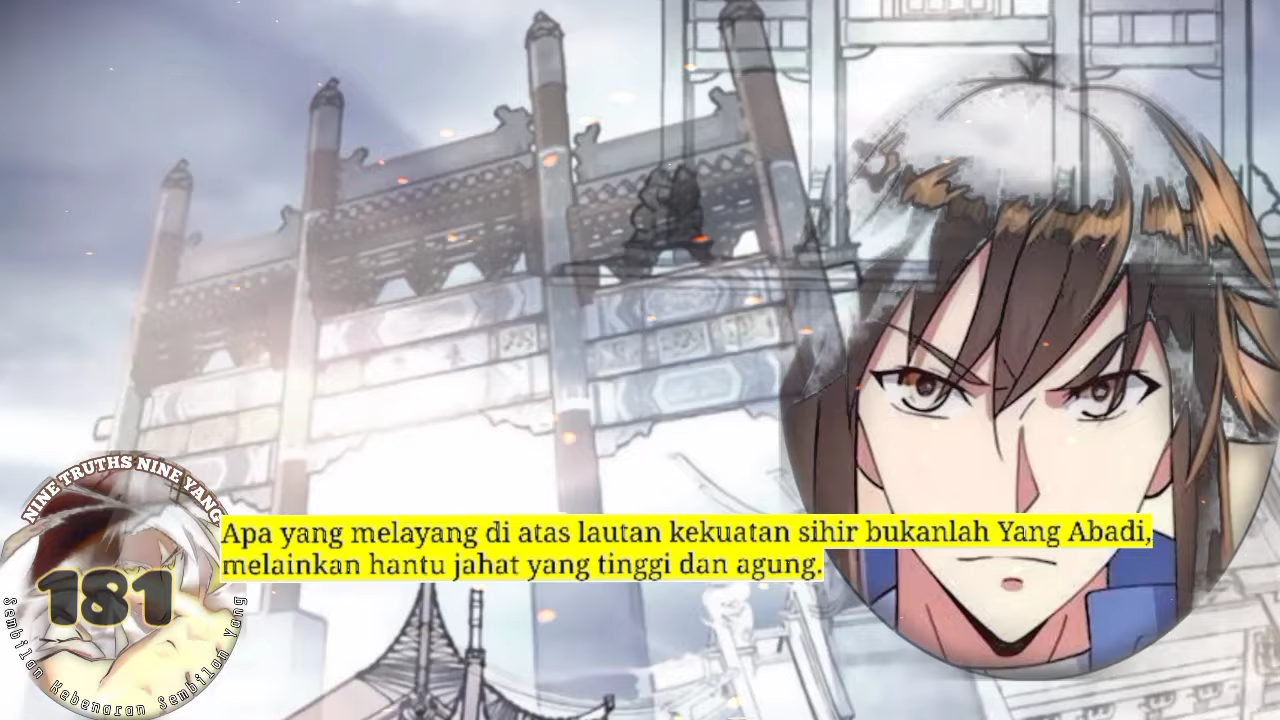 NINE TRUTHS NINE YANG
181
Sembilan Kebenaran Sembilan Yang
Apa yang melayang di atas lautan kekuatan sihir bukanlah Yang Abadi,
melainkan hantu jahat yang tinggi dan agung.